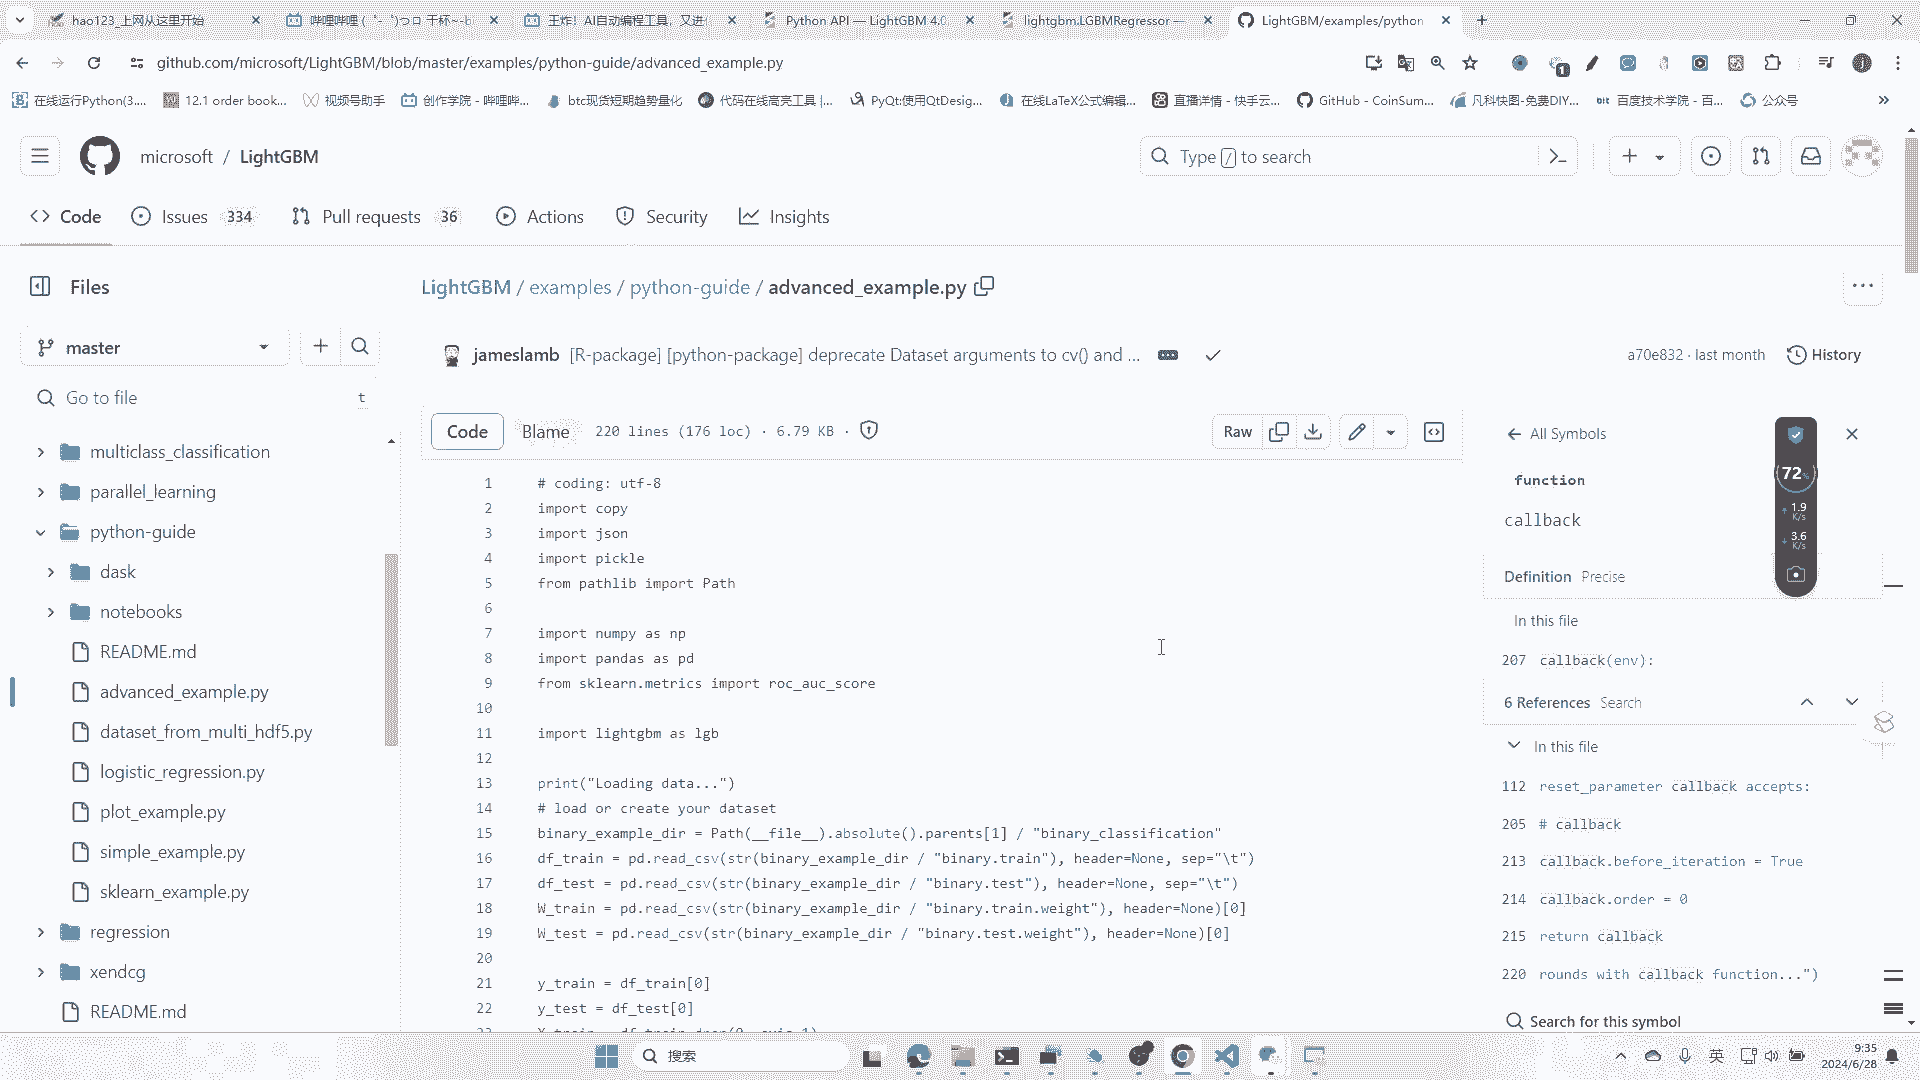 hao123_上网从这里开始
哔哩哔哩 (゜-゜)つロ 干杯~-bi
王炸！AI自动编程工具，又进
Python API — LightGBM 4.0
lightgbm.LGBMRegressor —
LightGBM/examples/python
github.com/microsoft/LightGBM/blob/master/examples/python-guide/advanced_example.py
1
在线运行Python(3....
12.1 order book...
视频号助手
创作学院 - 哔哩哔...
btc现货短期趋势量化
代码在线高亮工具 |...
PyQt:使用QtDesig...
在线LaTeX公式编辑...
直播详情 - 快手云...
GitHub - CoinSum...
凡科快图-免费DIY...
百度技术学院 - 百...
公众号
microsoft / LightGBM
Type / to search
Code
Issues 334
Pull requests 36
Actions
Security
Insights
Files
LightGBM / examples / python-guide / advanced_example.py
master
jameslamb [R-package] [python-package] deprecate Dataset arguments to cv() and ...
a70e832 · last month
History
Go to file
t
multiclass_classification
parallel_learning
python-guide
dask
notebooks
README.md
advanced_example.py
dataset_from_multi_hdf5.py
logistic_regression.py
plot_example.py
simple_example.py
sklearn_example.py
regression
xendcg
README.md
Code
Blame
220 lines (176 loc) · 6.79 KB ·
Raw
1 # coding: utf-8
2 import copy
3 import json
4 import pickle
5 from pathlib import Path
6
7 import numpy as np
8 import pandas as pd
9 from sklearn.metrics import roc_auc_score
10
11 import lightgbm as lgb
12
13 print("Loading data...")
14 # load or create your dataset
15 binary_example_dir = Path(__file__).absolute().parents[1] / "binary_classification"
16 df_train = pd.read_csv(str(binary_example_dir / "binary.train"), header=None, sep="\t")
17 df_test = pd.read_csv(str(binary_example_dir / "binary.test"), header=None, sep="\t")
18 W_train = pd.read_csv(str(binary_example_dir / "binary.train.weight"), header=None)[0]
19 W_test = pd.read_csv(str(binary_example_dir / "binary.test.weight"), header=None)[0]
20
21 y_train = df_train[0]
22 y_test = df_test[0]
All Symbols
function
callback
Definition Precise
In this file
207 callback(env):
6 References Search
In this file
112 reset_parameter callback accepts:
205 # callback
213 callback.before_iteration = True
214 callback.order = 0
215 return callback
220 rounds with callback function...")
Search for this symbol
72%
1.9
K/s
3.6
K/s
搜索
英
9:35
2024/6/28